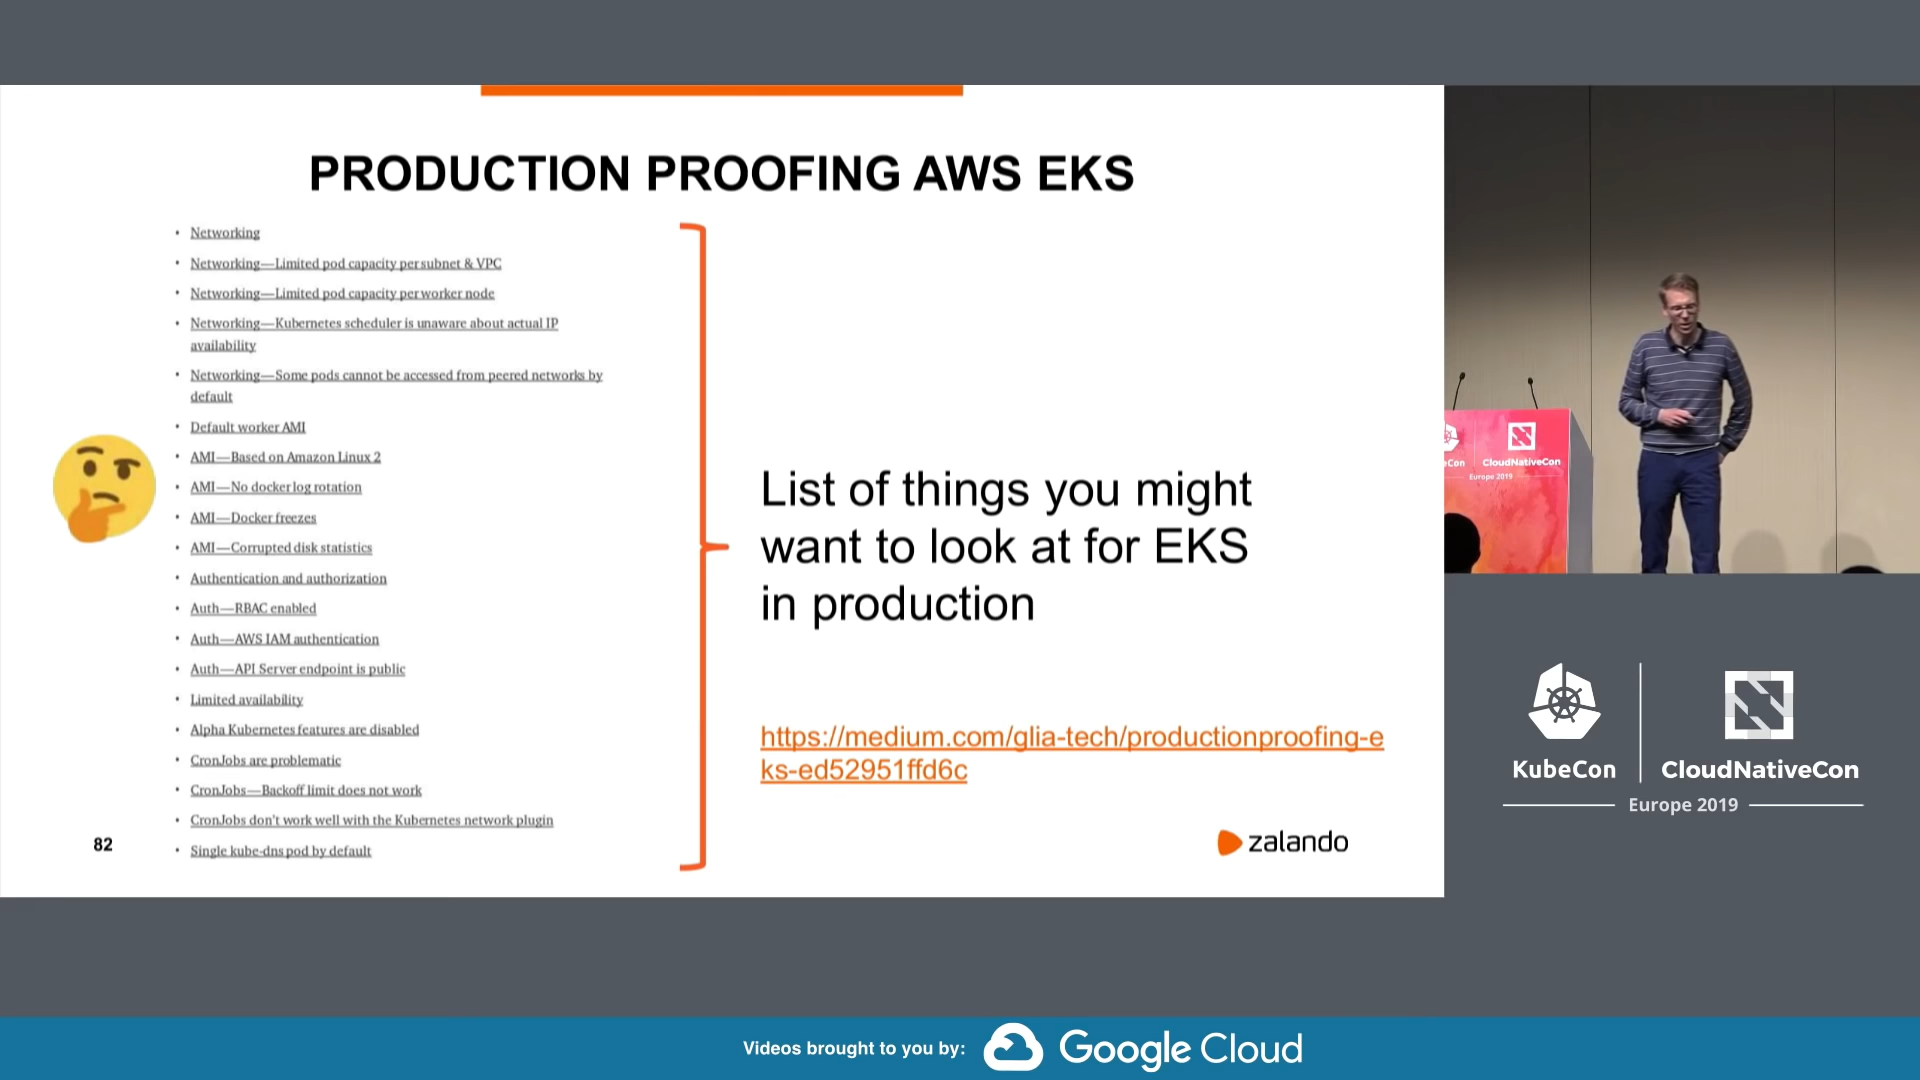 PRODUCTION PROOFING AWS EKS
• Networking
• Networking—Limited pod capacity per subnet & VPC
• Networking—Limited pod capacity per worker node
• Networking—Kubernetes scheduler is unaware about actual IP
availability
• Networking—Some pods cannot be accessed from peered networks by
default
• Default worker AMI
• AMI—Based on Amazon Linux 2
• AMI—No docker log rotation
• AMI—Docker freezes
• AMI—Corrupted disk statistics
• Authentication and authorization
• Auth—RBAC enabled
• Auth—AWS IAM authentication
• Auth—API Server endpoint is public
• Limited availability
• Alpha Kubernetes features are disabled
• CronJobs are problematic
• CronJobs—Backoff limit does not work
• CronJobs don't work well with the Kubernetes network plugin
• Single kube-dns pod by default
List of things you might
want to look at for EKS
in production
https://medium.com/glia-tech/productionproofing-e
ks-ed52951ffd6c
82
zalando
eCon CloudNativeCon
Europe 2019
KubeCon CloudNativeCon
Europe 2019
Videos brought to you by: Google Cloud